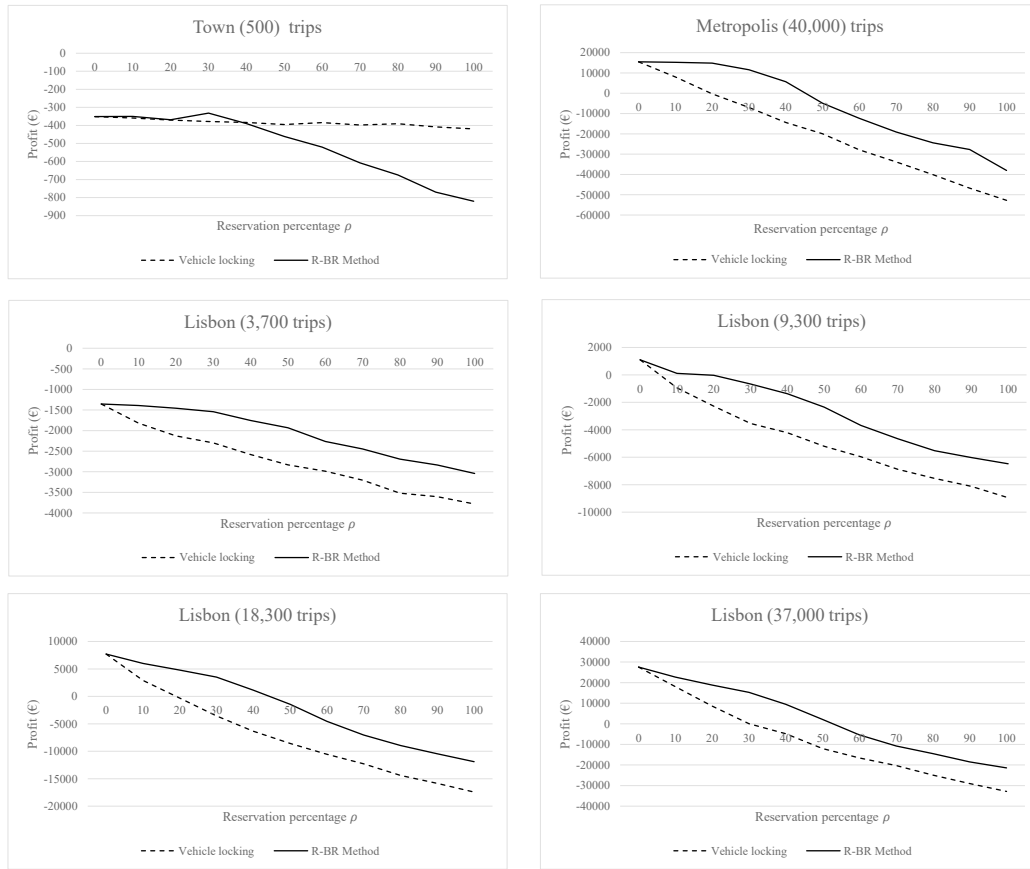 Town (500) trips
0
-100
-200
-300
-400
-500
-600
-700
-800
-900
0 10 20 30 40 50 60 70 80 90 100
Profit (€)
Reservation percentage ρ
Vehicle locking R-BR Method
Metropolis (40,000) trips
20000
10000
0
-10000
-20000
-30000
-40000
-50000
-60000
0 10 20 30 40 50 60 70 80 90 100
Profit (€)
Reservation percentage ρ
Vehicle locking R-BR Method
Lisbon (3,700 trips)
0
-500
-1000
-1500
-2000
-2500
-3000
-3500
-4000
0 10 20 30 40 50 60 70 80 90 100
Profit (€)
Reservation percentage ρ
Vehicle locking R-BR Method
Lisbon (9,300 trips)
2000
0
-2000
-4000
-6000
-8000
-10000
0 10 20 30 40 50 60 70 80 90 100
Profit (€)
Reservation percentage ρ
Vehicle locking R-BR Method
Lisbon (18,300 trips)
10000
5000
0
-5000
-10000
-15000
-20000
0 10 20 30 40 50 60 70 80 90 100
Profit (€)
Reservation percentage ρ
Vehicle locking R-BR Method
Lisbon (37,000 trips)
40000
30000
20000
10000
0
-10000
-20000
-30000
-40000
0 10 20 30 40 50 60 70 80 90 100
Profit (€)
Reservation percentage ρ
Vehicle locking R-BR Method